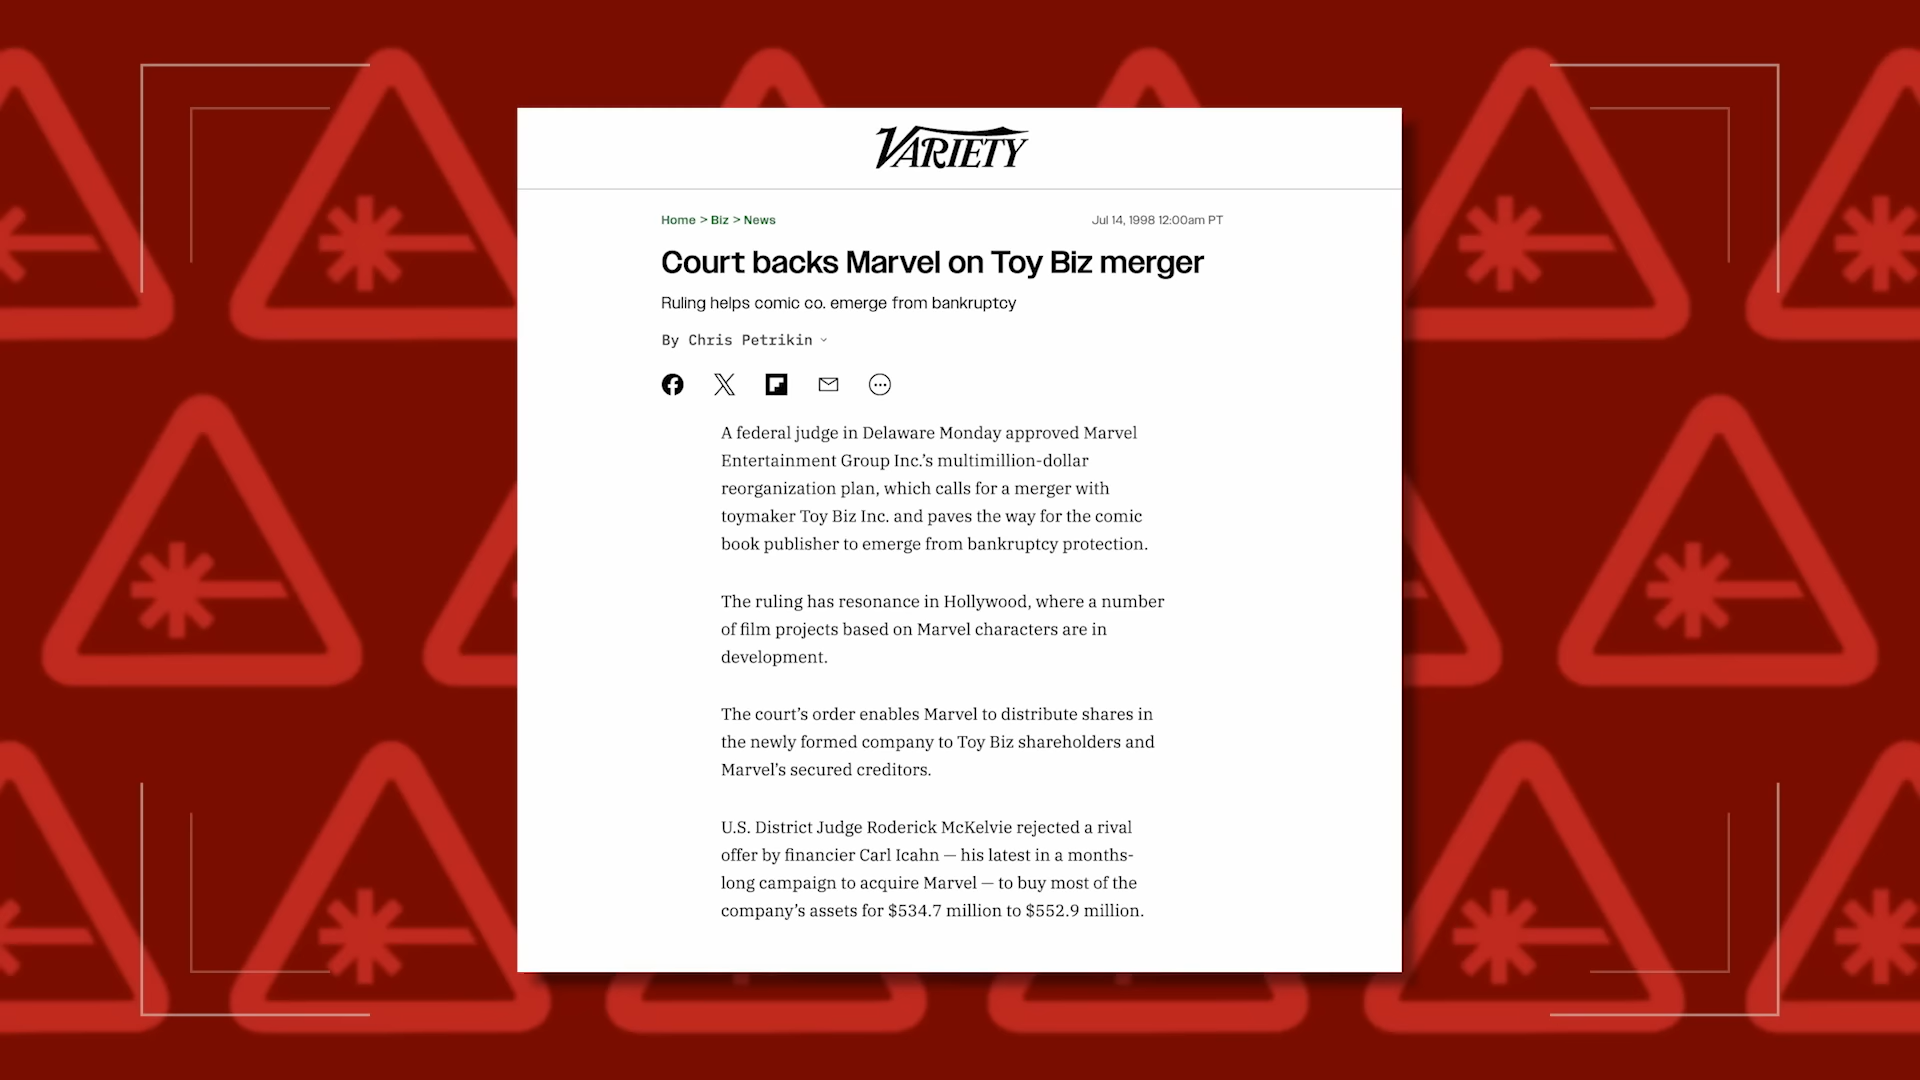 VARIETY
Home > Biz > News
Jul 14, 1998 12:00am PT
Court backs Marvel on Toy Biz merger
Ruling helps comic co. emerge from bankruptcy
By Chris Petrikin
A federal judge in Delaware Monday approved Marvel
Entertainment Group Inc.’s multimillion-dollar
reorganization plan, which calls for a merger with
toymaker Toy Biz Inc. and paves the way for the comic
book publisher to emerge from bankruptcy protection.
The ruling has resonance in Hollywood, where a number
of film projects based on Marvel characters are in
development.
The court’s order enables Marvel to distribute shares in
the newly formed company to Toy Biz shareholders and
Marvel’s secured creditors.
U.S. District Judge Roderick McKelvie rejected a rival
offer by financier Carl Icahn — his latest in a months-
long campaign to acquire Marvel — to buy most of the
company’s assets for $534.7 million to $552.9 million.